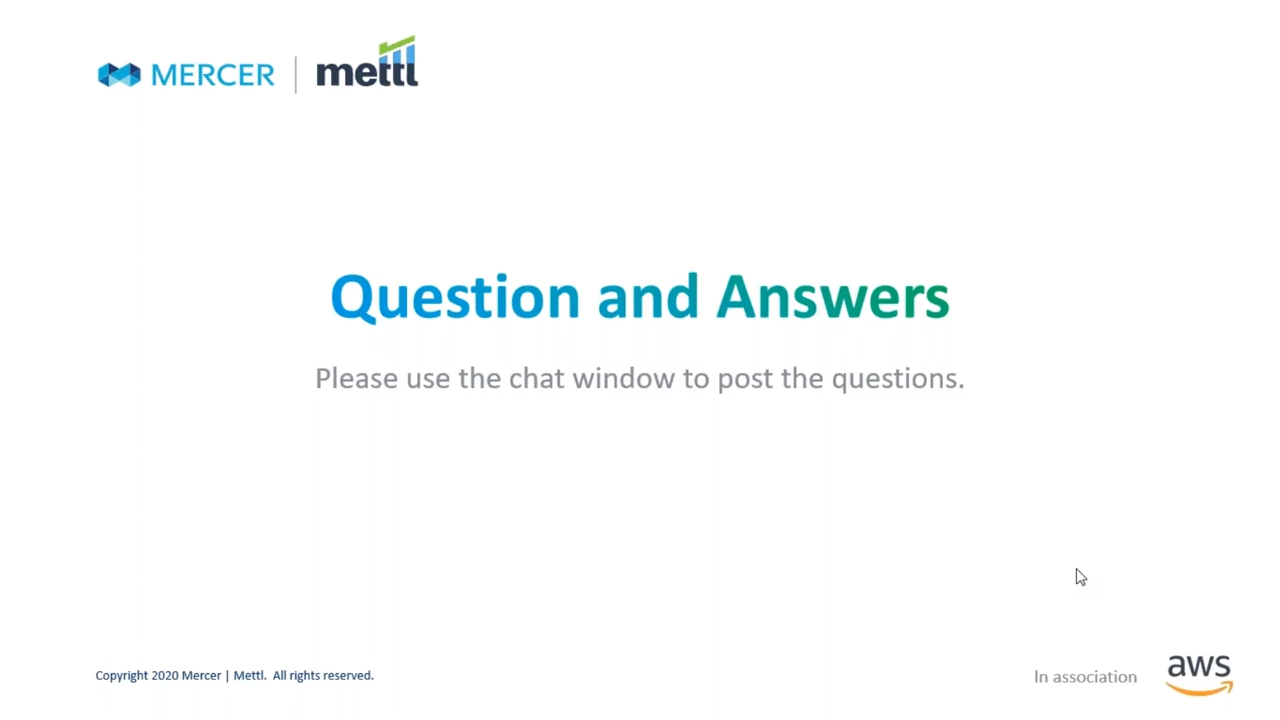 MERCER | mettl
Question and Answers
Please use the chat window to post the questions.
Copyright 2020 Mercer | Mettl. All rights reserved.
In association aws